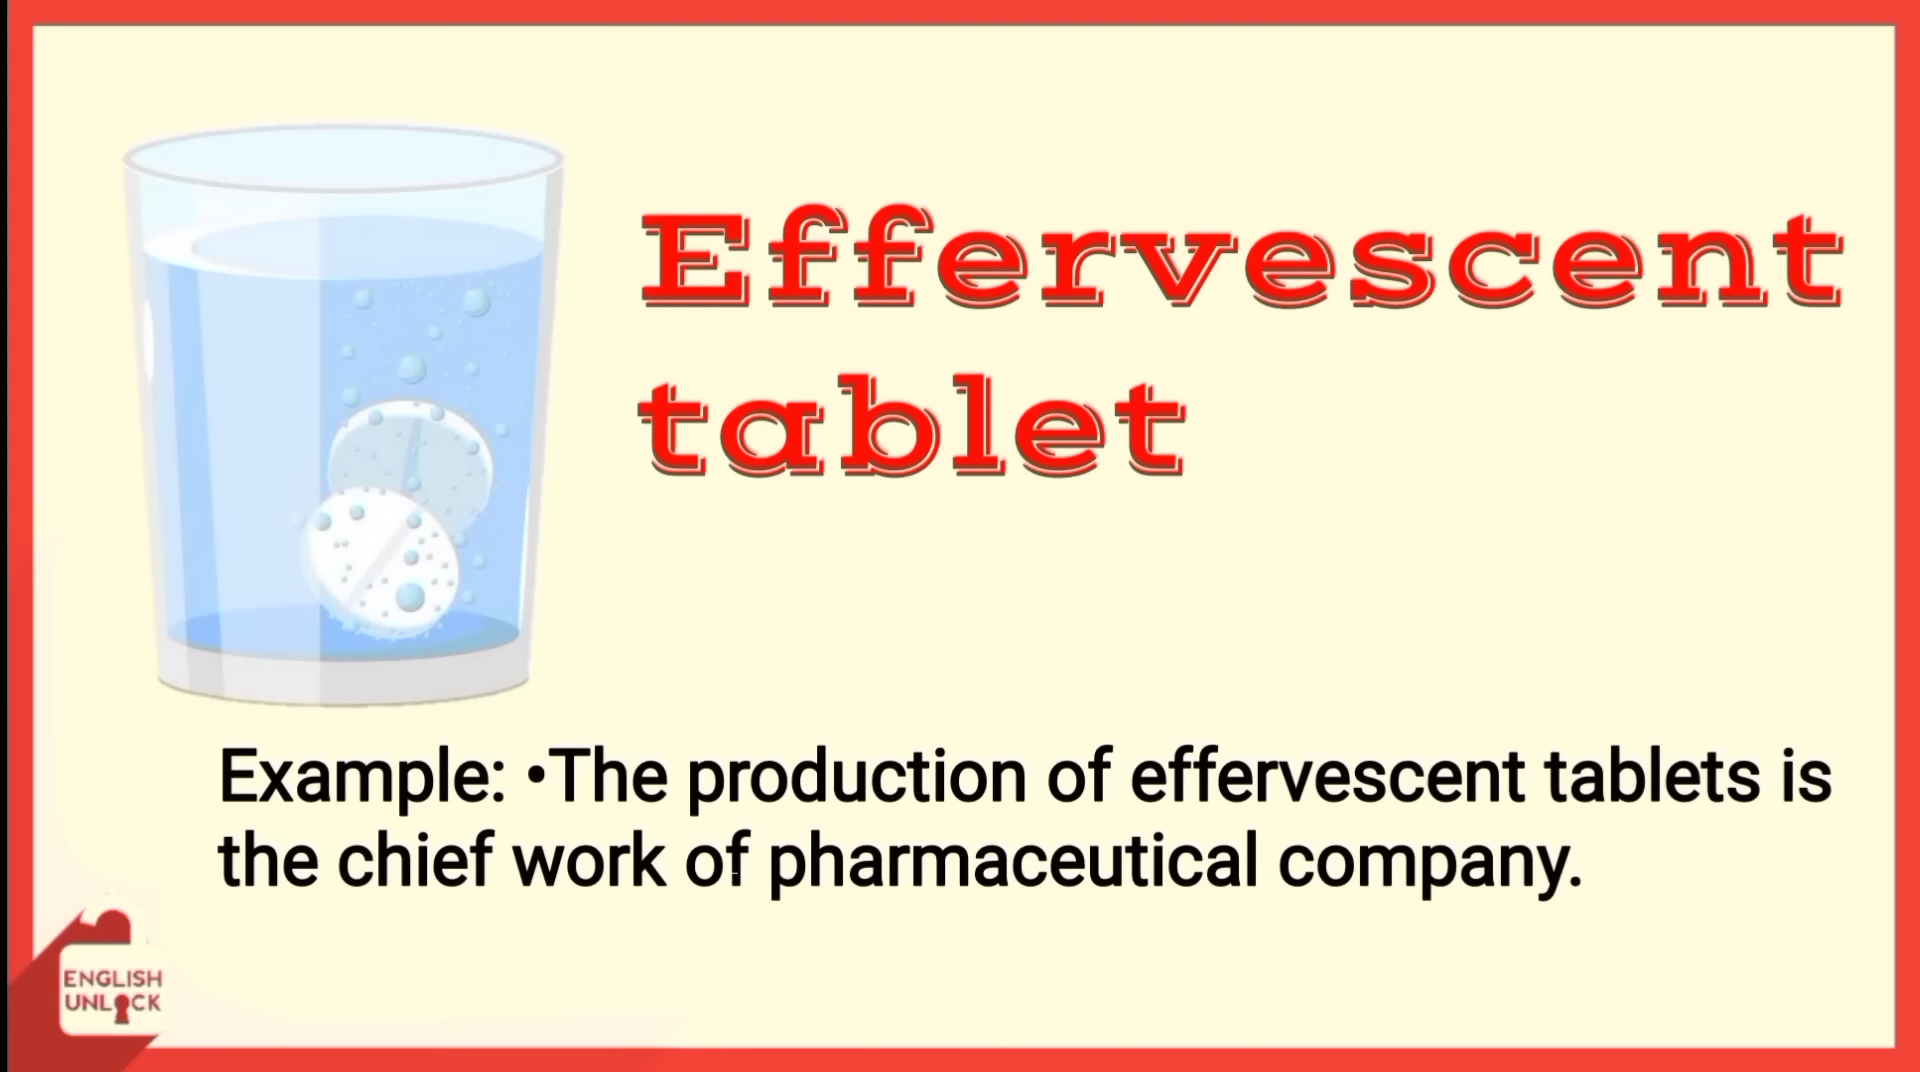 Effervescent
tablet
Example: •The production of effervescent tablets is
the chief work of pharmaceutical company.
ENGLISH
UNLOCK